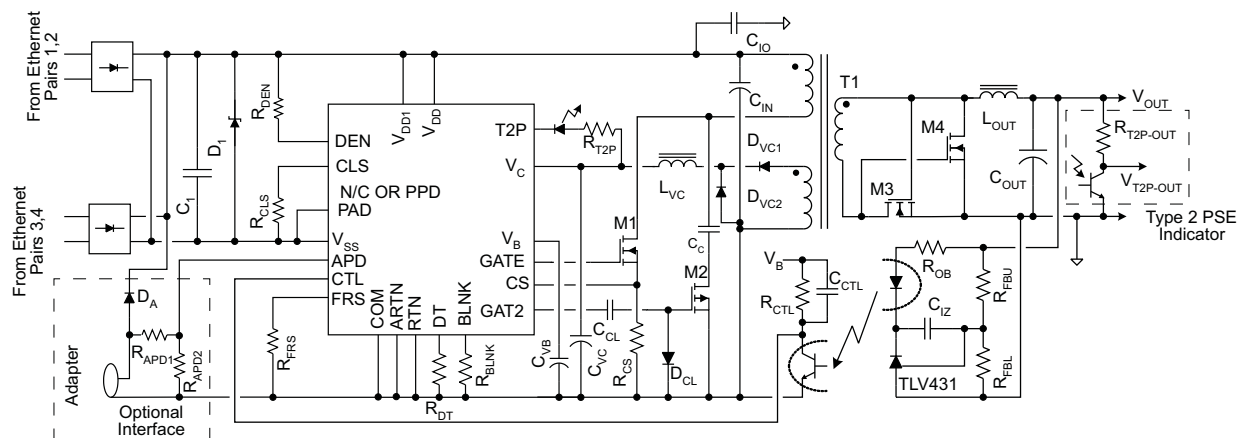 From Ethernet
Pairs 1,2
C1
D1
RDEN
RCLS
DEN
CLS
N/C OR PPD
PAD
VSS
APD
CTL
FRS
VDD1
VDD
T2P
VC
VB
GATE
CS
GAT2
COM
ARTN
RTN
DT
BLNK
RT2P
CIO
CIN
T1
LVC
DVC1
DVC2
M1
M2
CC
CCL
DCL
CVB
CVC
RCS
RFRS
RDT
RBLNK
From Ethernet
Pairs 3,4
DA
RAPD1
RAPD2
Adapter
Optional
Interface
M4
M3
LOUT
COUT
VOUT
RT2P-OUT
VT2P-OUT
Type 2 PSE
Indicator
VB
RCTL
CCTL
ROB
CIZ
RFBU
RFBL
TLV431